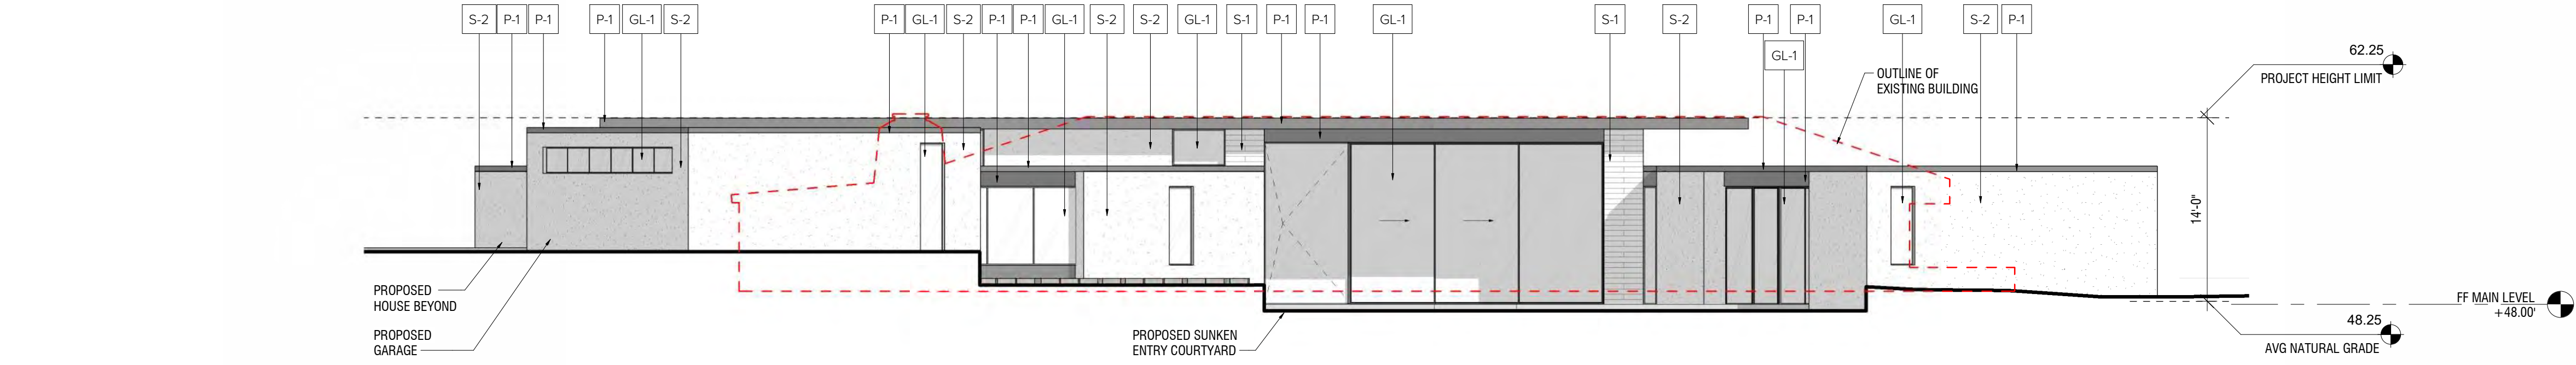 S-2 P-1 P-1 P-1 GL-1 S-2 P-1 GL-1 S-2 P-1 P-1 GL-1 S-2 S-2 GL-1 S-1 P-1 P-1 GL-1 S-1 S-2 P-1 P-1 GL-1 S-2 P-1
GL-1
62.25
PROJECT HEIGHT LIMIT
OUTLINE OF
EXISTING BUILDING
14'-0"
PROPOSED
HOUSE BEYOND
PROPOSED
GARAGE
PROPOSED SUNKEN
ENTRY COURTYARD
FF MAIN LEVEL
+48.00'
48.25
AVG NATURAL GRADE